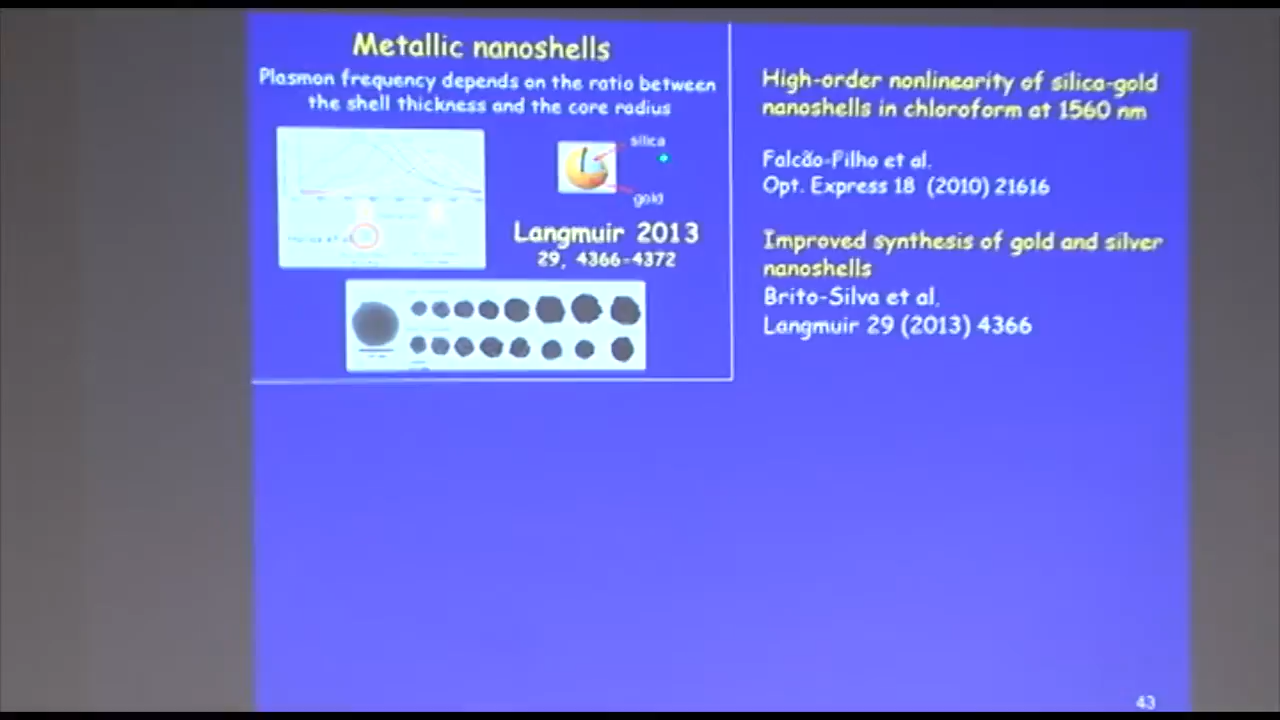 Metallic nanoshells
Plasmon frequency depends on the ratio between
the shell thickness and the core radius
silica
gold
Langmuir 2013
29, 4366-4372
High-order nonlinearity of silica-gold
nanoshells in chloroform at 1560 nm
Falcão-Filho et al.
Opt. Express 18 (2010) 21616
Improved synthesis of gold and silver
nanoshells
Brito-Silva et al.
Langmuir 29 (2013) 4366
43